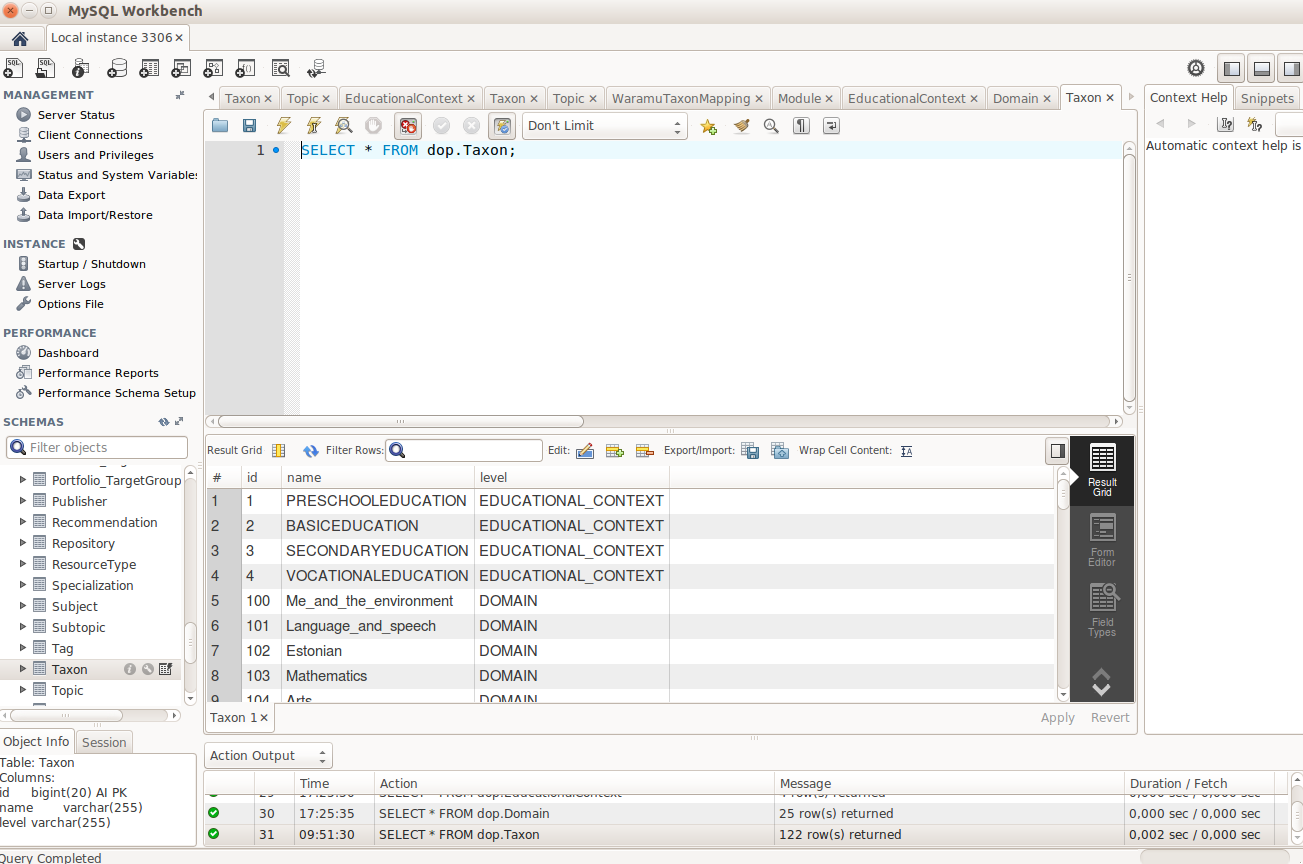 MySQL Workbench
Local instance 3306
Taxon Topic EducationalContext Taxon Topic WaramuTaxonMapping Module EducationalContext Domain Taxon
Context Help Snippets
Don't Limit
1 SELECT * FROM dop.Taxon;
Automatic context help is
MANAGEMENT
Server Status
Client Connections
Users and Privileges
Status and System Variables
Data Export
Data Import/Restore
INSTANCE
Startup / Shutdown
Server Logs
Options File
PERFORMANCE
Dashboard
Performance Reports
Performance Schema Setup
SCHEMAS
Filter objects
Portfolio_TargetGroup
Publisher
Recommendation
Repository
ResourceType
Specialization
Subject
Subtopic
Tag
Taxon
Topic
Object Info Session
Table: Taxon
Columns:
id bigint(20) AI PK
name varchar(255)
level varchar(255)
Result Grid Filter Rows: Edit: Export/Import: Wrap Cell Content:
# id name level
1 1 PRESCHOOLEDUCATION EDUCATIONAL_CONTEXT
2 2 BASICEDUCATION EDUCATIONAL_CONTEXT
3 3 SECONDARYEDUCATION EDUCATIONAL_CONTEXT
4 4 VOCATIONALEDUCATION EDUCATIONAL_CONTEXT
5 100 Me_and_the_environment DOMAIN
6 101 Language_and_speech DOMAIN
7 102 Estonian DOMAIN
8 103 Mathematics DOMAIN
9 104 Arts DOMAIN
Result
Grid
Form
Editor
Field
Types
Taxon 1
Apply Revert
Action Output
Time Action Message Duration / Fetch
30 17:25:35 SELECT * FROM dop.Domain 25 row(s) returned 0,000 sec / 0,000 sec
31 09:51:30 SELECT * FROM dop.Taxon 122 row(s) returned 0,002 sec / 0,000 sec
Query Completed